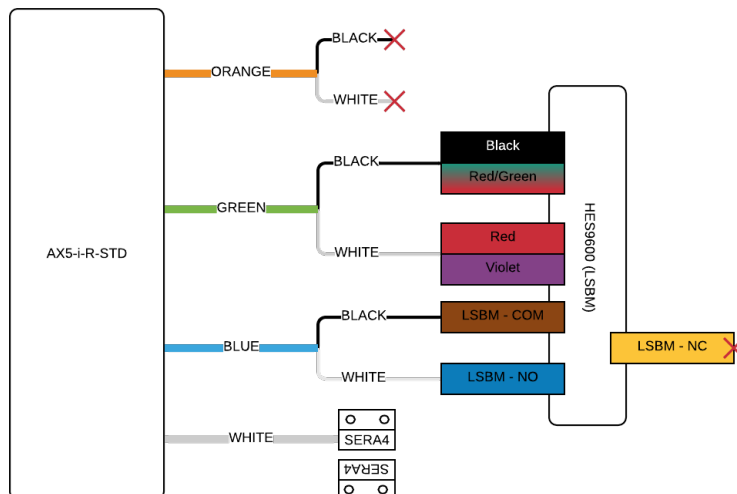 BLACK
ORANGE
WHITE
Black
BLACK
Red/Green
GREEN
Red
WHITE
Violet
AX5-i-R-STD
HES9600 (LSBM)
LSBM - COM
BLACK
BLUE
LSBM - NC
WHITE
LSBM - NO
WHITE
SERA4
SERA4